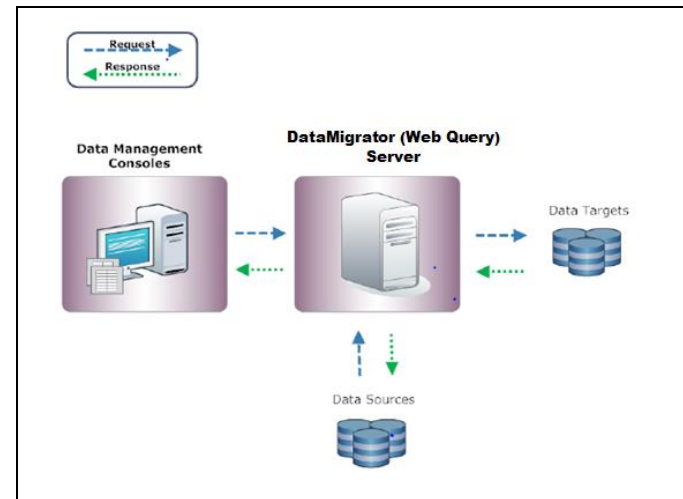 Request
Response
Data Management
Consoles
DataMigrator (Web Query)
Server
Data Targets
Data Sources